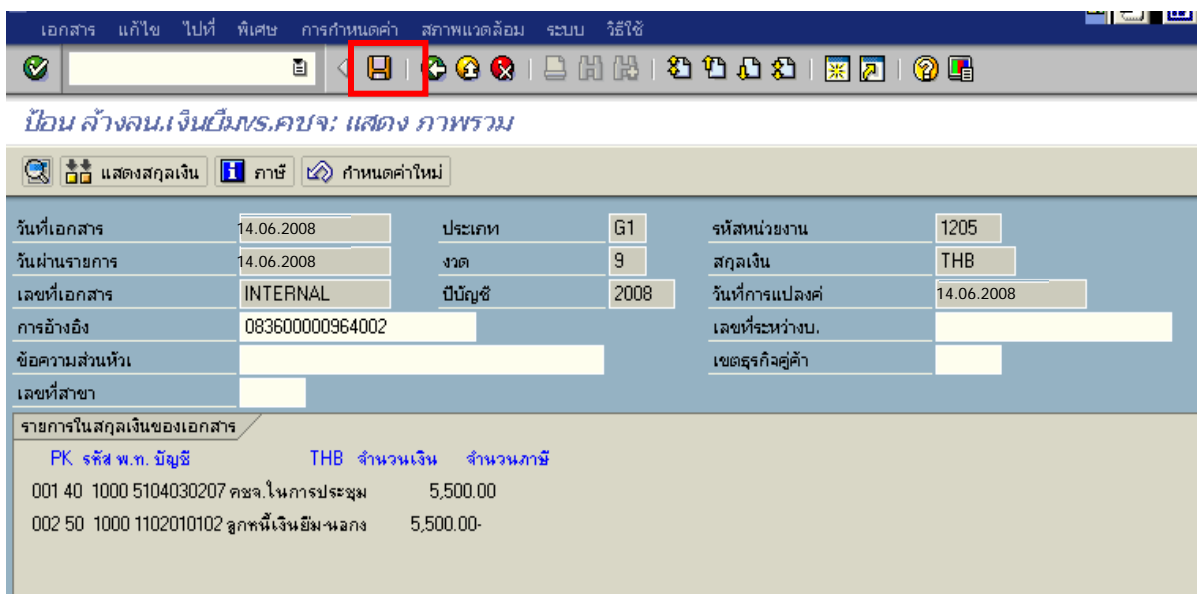 เอกสาร แก้ไข ไปที่ พิเศษ การกำหนดค่า สภาพแวดล้อม ระบบ วิธีใช้
ป้อน ล้างลน.เงินยืมvs.คชจ: แสดง ภาพรวม
แสดงสกุลเงิน ภาษี กำหนดค่าใหม่
วันที่เอกสาร 14.06.2008 ประเภท G1 รหัสหน่วยงาน 1205
วันผ่านรายการ 14.06.2008 งวด 9 สกุลเงิน THB
เลขที่เอกสาร INTERNAL ปีบัญชี 2008 วันที่การแปลงค่ 14.06.2008
การอ้างอิง 083600000964002 เลขที่ระหว่างบ.
ข้อความส่วนหัวเ เขตธุรกิจคู่ค้า
เลขที่สาขา
รายการในสกุลเงินของเอกสาร
PK รหัส พ.ท. บัญชี THB จำนวนเงิน จำนวนภาษี
001 40 1000 5104030207 คชจ.ในการประชุม 5,500.00
002 50 1000 1102010102 ลูกหนี้เงินยืม-นอกง 5,500.00-